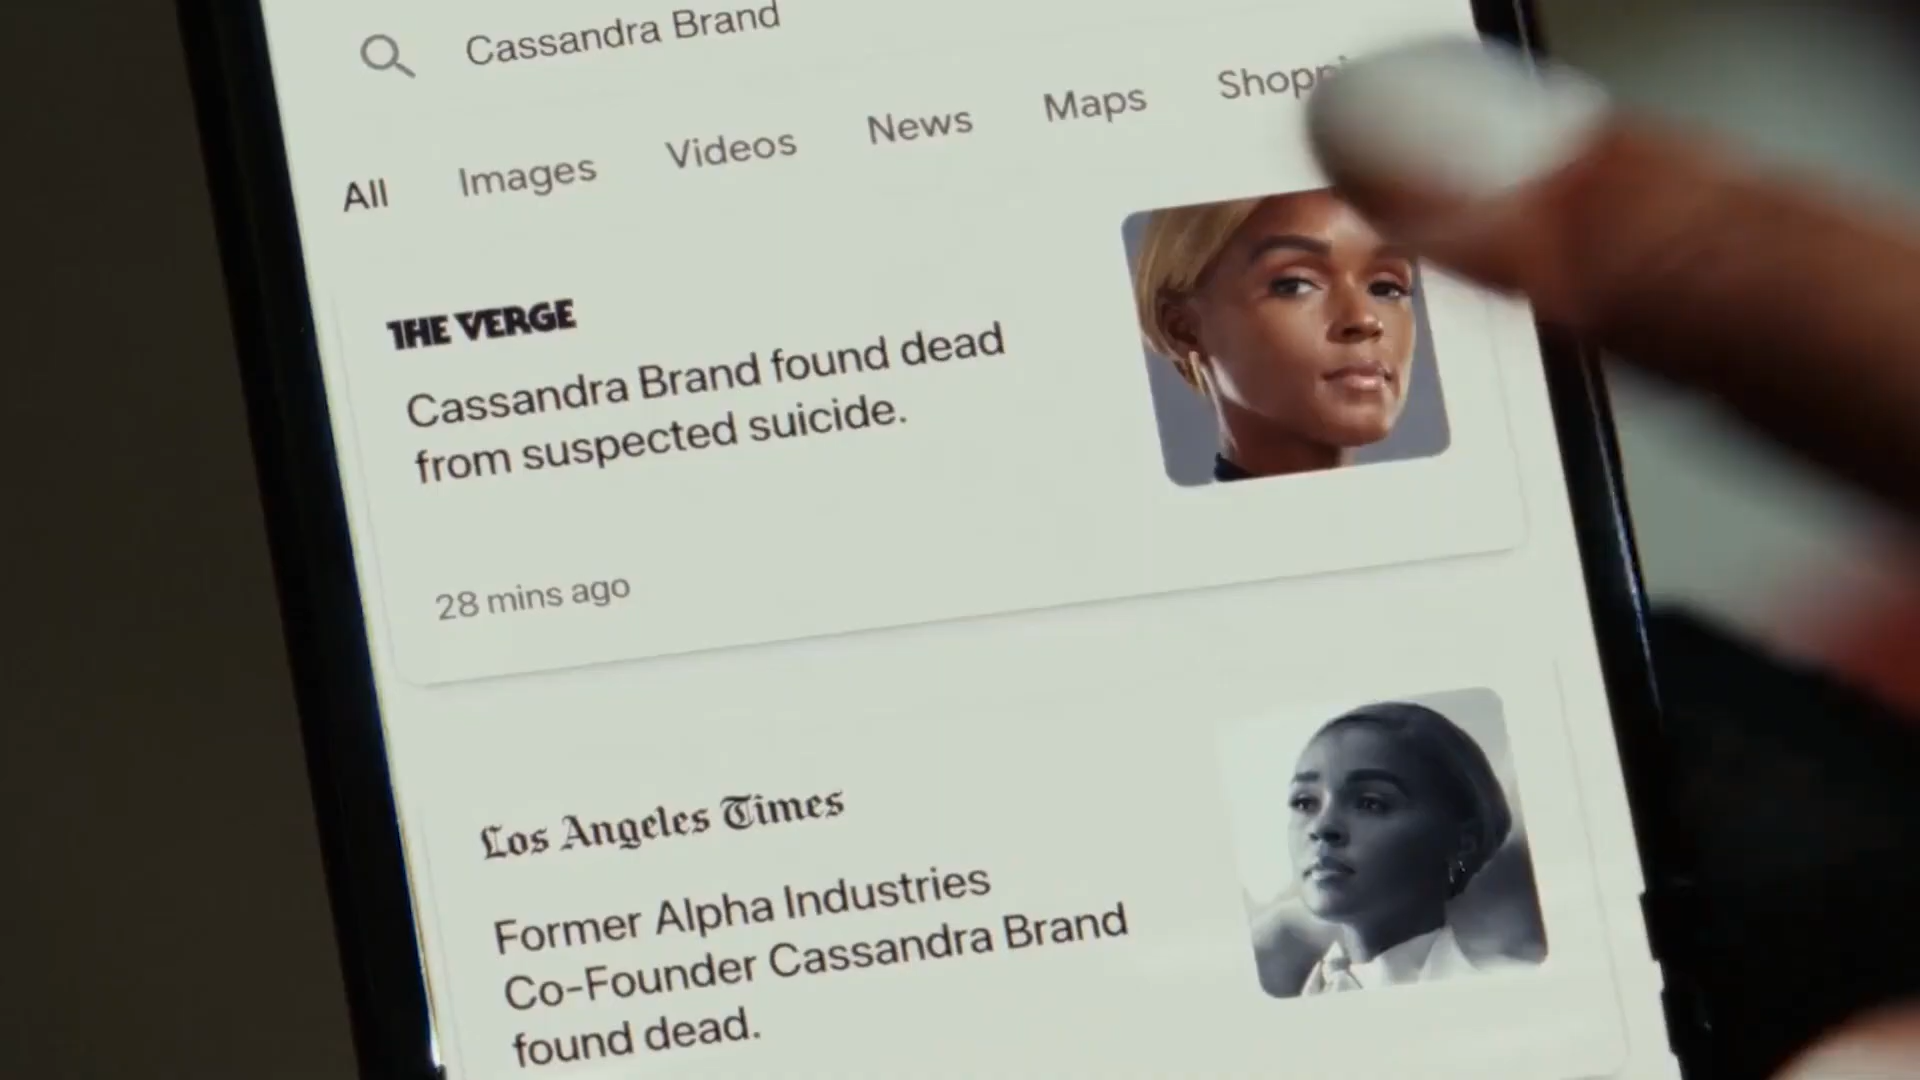 Cassandra Brand
All Images Videos News Maps Shopp
THE VERGE
Cassandra Brand found dead
from suspected suicide.
28 mins ago
Los Angeles Times
Former Alpha Industries
Co-Founder Cassandra Brand
found dead.